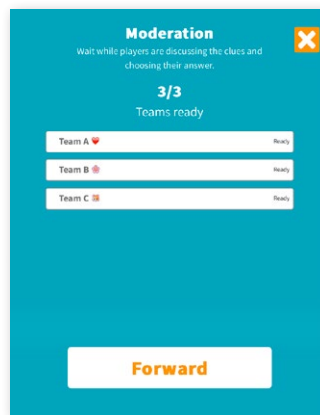 Moderation
Wait while players are discussing the clues and
choosing their answer.
3/3
Teams ready
Team A ❤️ Ready
Team B 🌸 Ready
Team C Ready
Forward